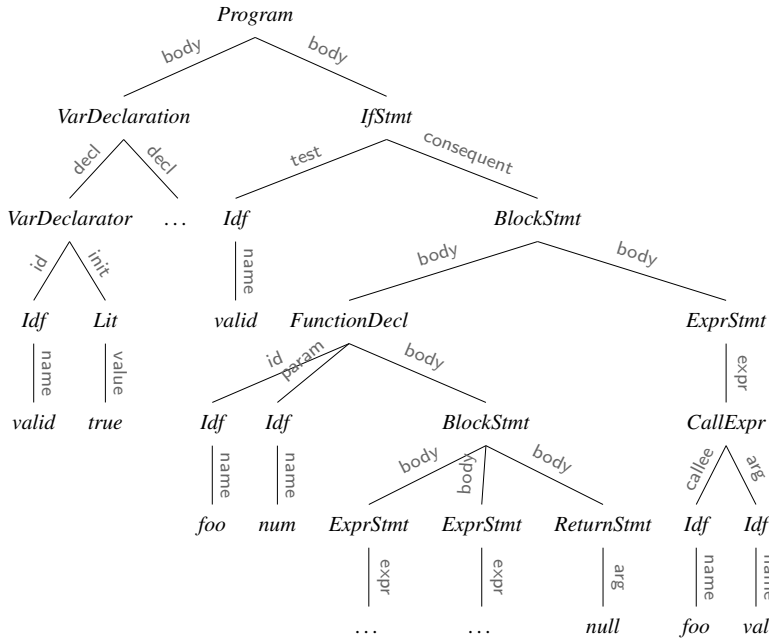 Program
body body
VarDeclaration IfStmt
decl decl test consequent
VarDeclarator ... Idf BlockStmt
id init name body body
Idf Lit valid FunctionDecl ExprStmt
name value id param body expr
valid true Idf Idf BlockStmt CallExpr
name name body body body callee arg
foo num ExprStmt ExprStmt ReturnStmt Idf Idf
expr expr arg name name
... ... null foo val